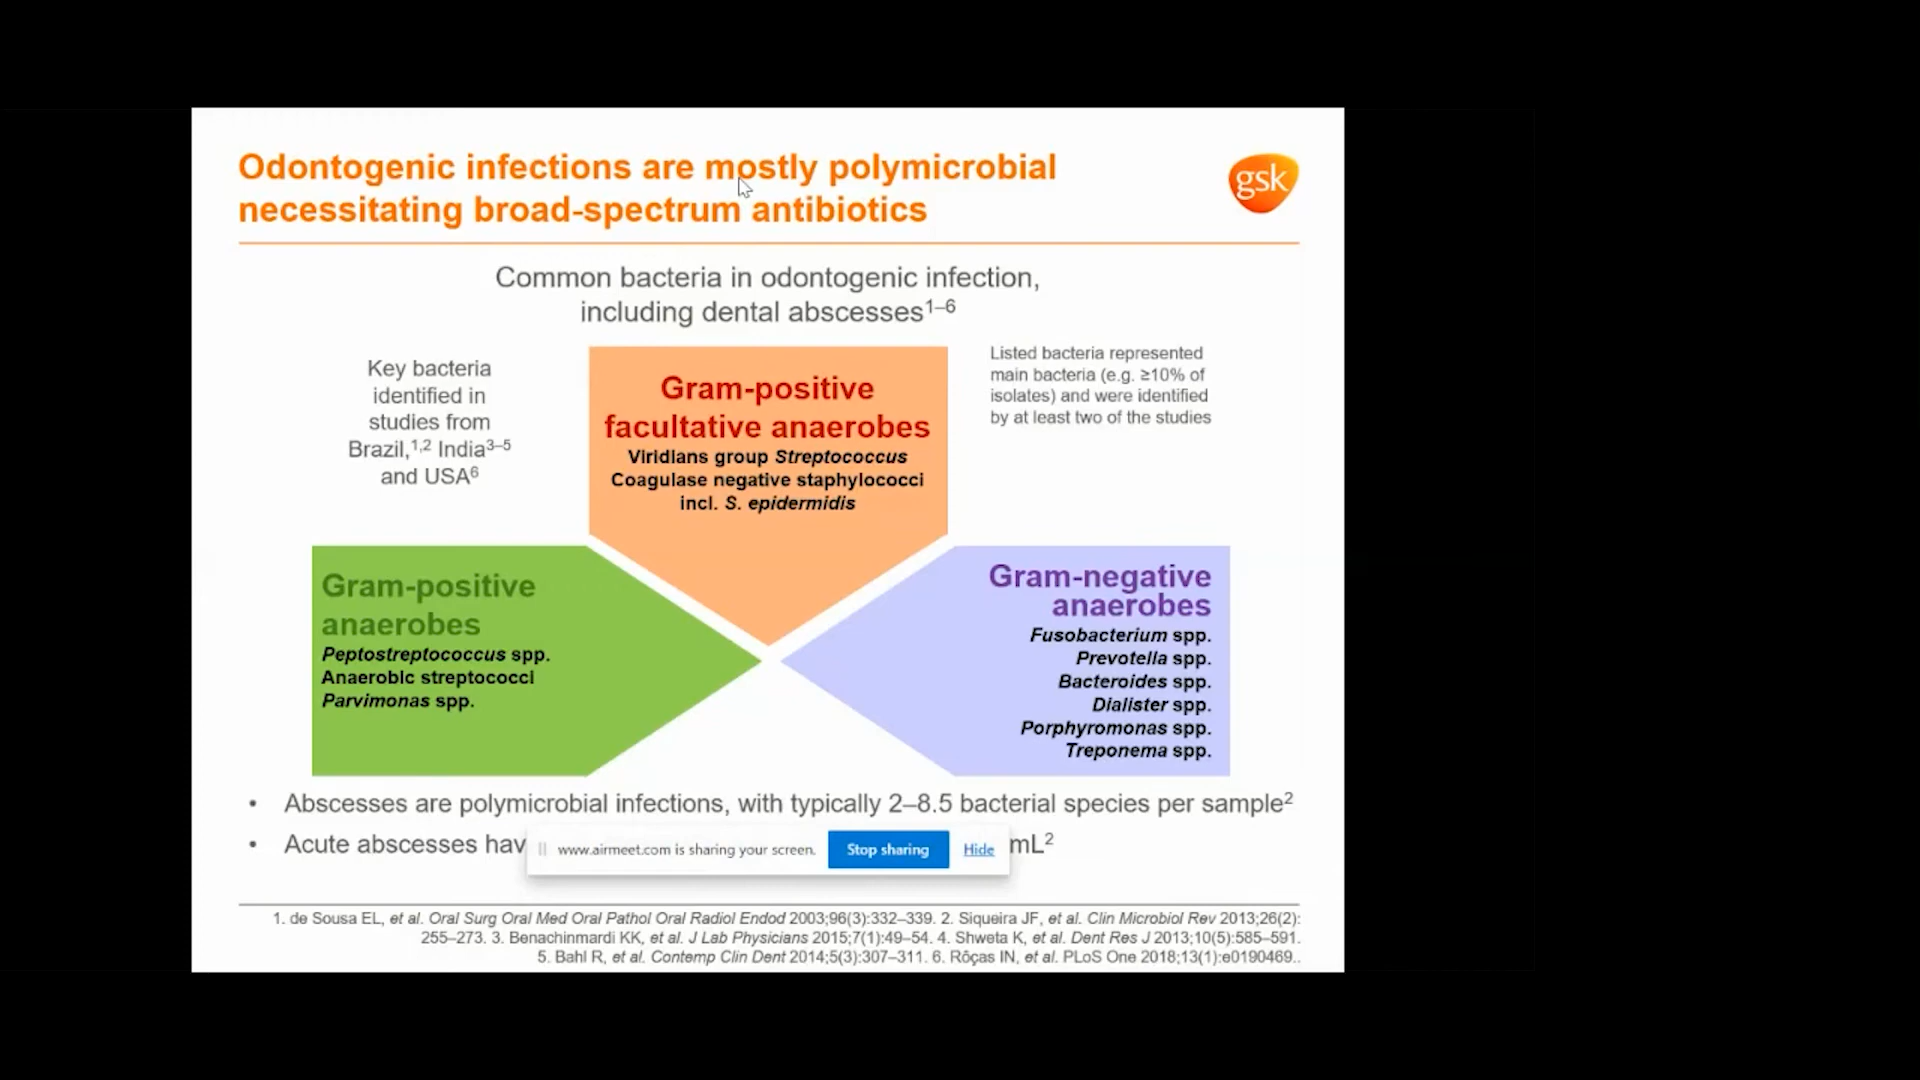 Odontogenic infections are mostly polymicrobial
necessitating broad-spectrum antibiotics
gsk
Common bacteria in odontogenic infection,
including dental abscesses¹⁻⁶
Key bacteria
identified in
studies from
Brazil,¹˒² India³⁻⁵
and USA⁶
Gram-positive
facultative anaerobes
Viridians group Streptococcus
Coagulase negative staphylococci
incl. S. epidermidis
Listed bacteria represented
main bacteria (e.g. ≥10% of
isolates) and were identified
by at least two of the studies
Gram-positive
anaerobes
Peptostreptococcus spp.
Anaerobic streptococci
Parvimonas spp.
Gram-negative
anaerobes
Fusobacterium spp.
Prevotella spp.
Bacteroides spp.
Dialister spp.
Porphyromonas spp.
Treponema spp.
• Abscesses are polymicrobial infections, with typically 2–8.5 bacterial species per sample²
• Acute abscesses hav mL²
www.airmeet.com is sharing your screen. Stop sharing Hide
1. de Sousa EL, et al. Oral Surg Oral Med Oral Pathol Oral Radiol Endod 2003;96(3):332–339. 2. Siqueira JF, et al. Clin Microbiol Rev 2013;26(2):
255–273. 3. Benachinmardi KK, et al. J Lab Physicians 2015;7(1):49–54. 4. Shweta K, et al. Dent Res J 2013;10(5):585–591.
5. Bahl R, et al. Contemp Clin Dent 2014;5(3):307–311. 6. Rôças IN, et al. PLoS One 2018;13(1):e0190469..